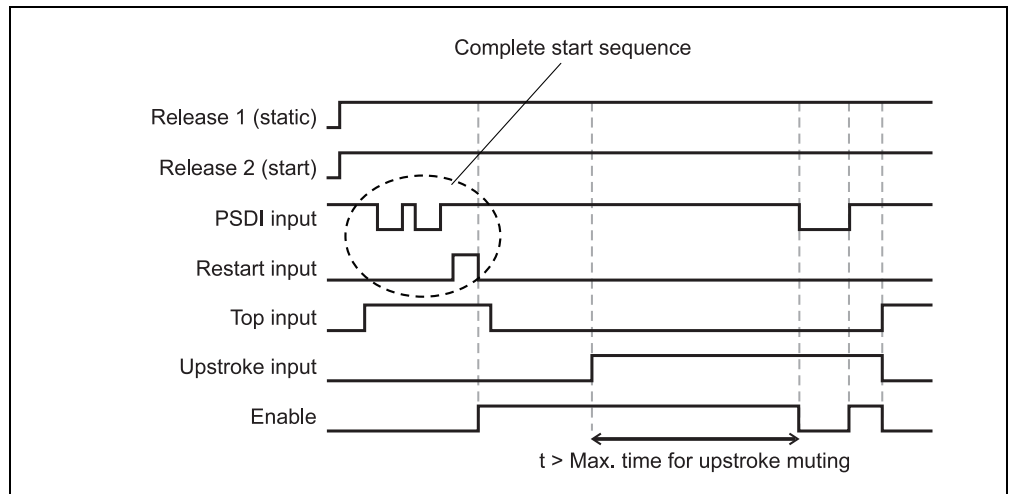 Complete start sequence
Release 1 (static)
Release 2 (start)
PSDI input
Restart input
Top input
Upstroke input
Enable
t > Max. time for upstroke muting